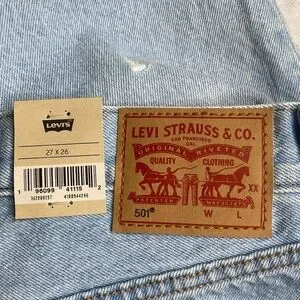 Levi's
27 X 26
1 96099 41115 2
LEVI STRAUSS & CO.
SAN FRANCISCO
CAL.
ORIGINAL RIVETED
QUALITY CLOTHING
XX
PATENTED MAY 20 1873
501® W L